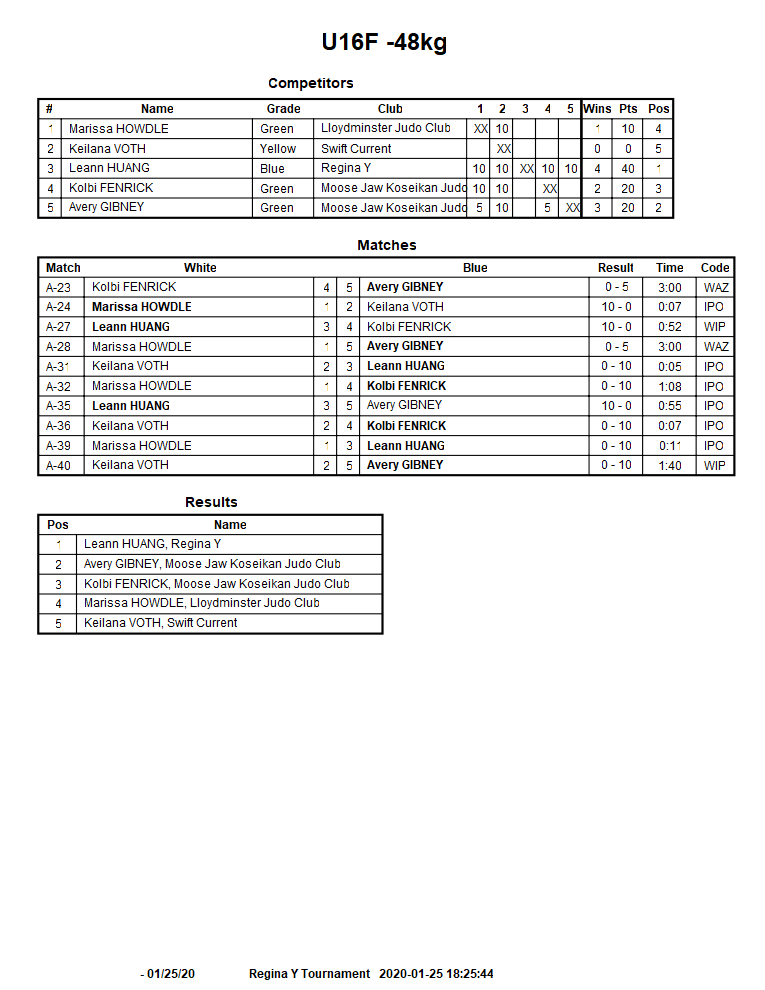 U16F -48kg
Competitors
# Name Grade Club 1 2 3 4 5 Wins Pts Pos
1 Marissa HOWDLE Green Lloydminster Judo Club XX 10 1 10 4
2 Keilana VOTH Yellow Swift Current XX 0 0 5
3 Leann HUANG Blue Regina Y 10 10 XX 10 10 4 40 1
4 Kolbi FENRICK Green Moose Jaw Koseikan Judo 10 10 XX 2 20 3
5 Avery GIBNEY Green Moose Jaw Koseikan Judo 5 10 5 XX 3 20 2
Matches
Match White Blue Result Time Code
A-23 Kolbi FENRICK 4 5 Avery GIBNEY 0 - 5 3:00 WAZ
A-24 Marissa HOWDLE 1 2 Keilana VOTH 10 - 0 0:07 IPO
A-27 Leann HUANG 3 4 Kolbi FENRICK 10 - 0 0:52 WIP
A-28 Marissa HOWDLE 1 5 Avery GIBNEY 0 - 5 3:00 WAZ
A-31 Keilana VOTH 2 3 Leann HUANG 0 - 10 0:05 IPO
A-32 Marissa HOWDLE 1 4 Kolbi FENRICK 0 - 10 1:08 IPO
A-35 Leann HUANG 3 5 Avery GIBNEY 10 - 0 0:55 IPO
A-36 Keilana VOTH 2 4 Kolbi FENRICK 0 - 10 0:07 IPO
A-39 Marissa HOWDLE 1 3 Leann HUANG 0 - 10 0:11 IPO
A-40 Keilana VOTH 2 5 Avery GIBNEY 0 - 10 1:40 WIP
Results
Pos Name
1 Leann HUANG, Regina Y
2 Avery GIBNEY, Moose Jaw Koseikan Judo Club
3 Kolbi FENRICK, Moose Jaw Koseikan Judo Club
4 Marissa HOWDLE, Lloydminster Judo Club
5 Keilana VOTH, Swift Current
- 01/25/20 Regina Y Tournament 2020-01-25 18:25:44